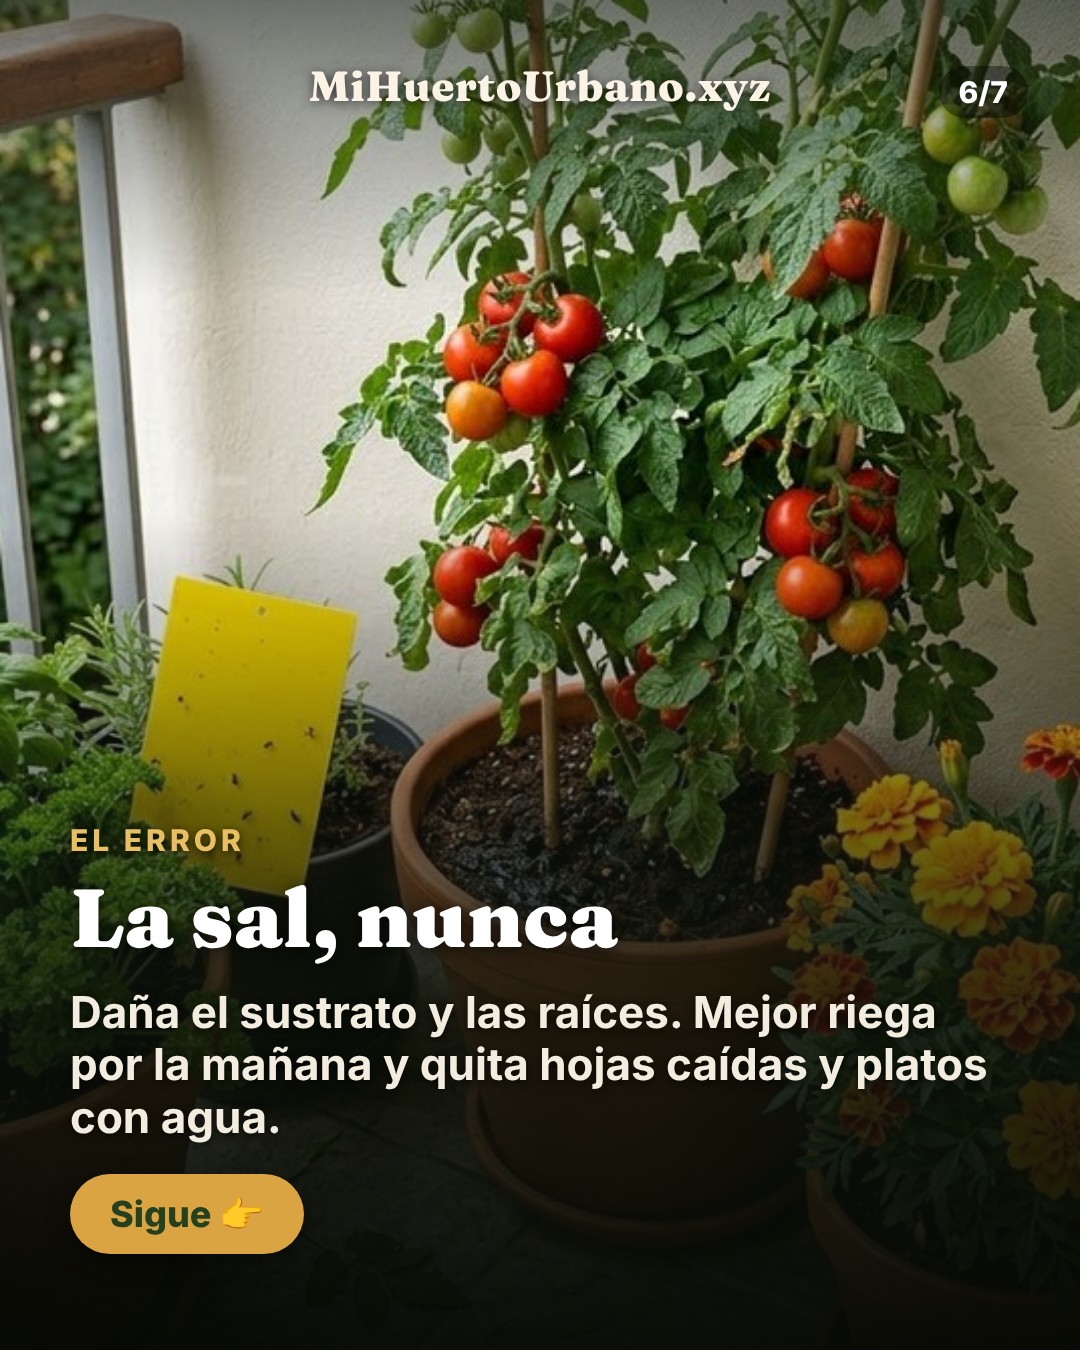 MiHuertoUrbano.xyz
6/7
EL ERROR
La sal, nunca
Daña el sustrato y las raíces. Mejor riega
por la mañana y quita hojas caídas y platos
con agua.
Sigue 👉